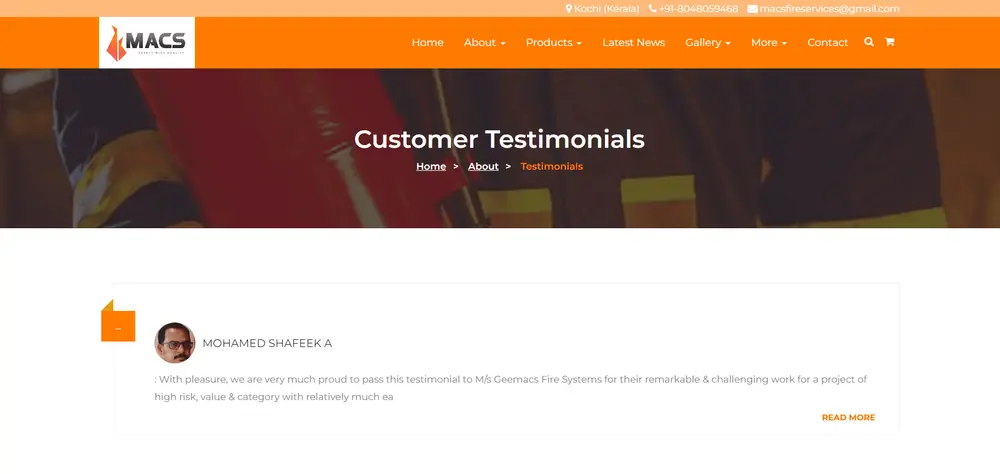 Kochi (Kerala) +91-8048059468 macsfireservices@gmail.com
MACS
Home About Products Latest News Gallery More Contact
Customer Testimonials
Home > About > Testimonials
...
MOHAMED SHAFEEK A
: With pleasure, we are very much proud to pass this testimonial to M/s Geemacs Fire Systems for their remarkable & challenging work for a project of
high risk, value & category with relatively much ea
READ MORE